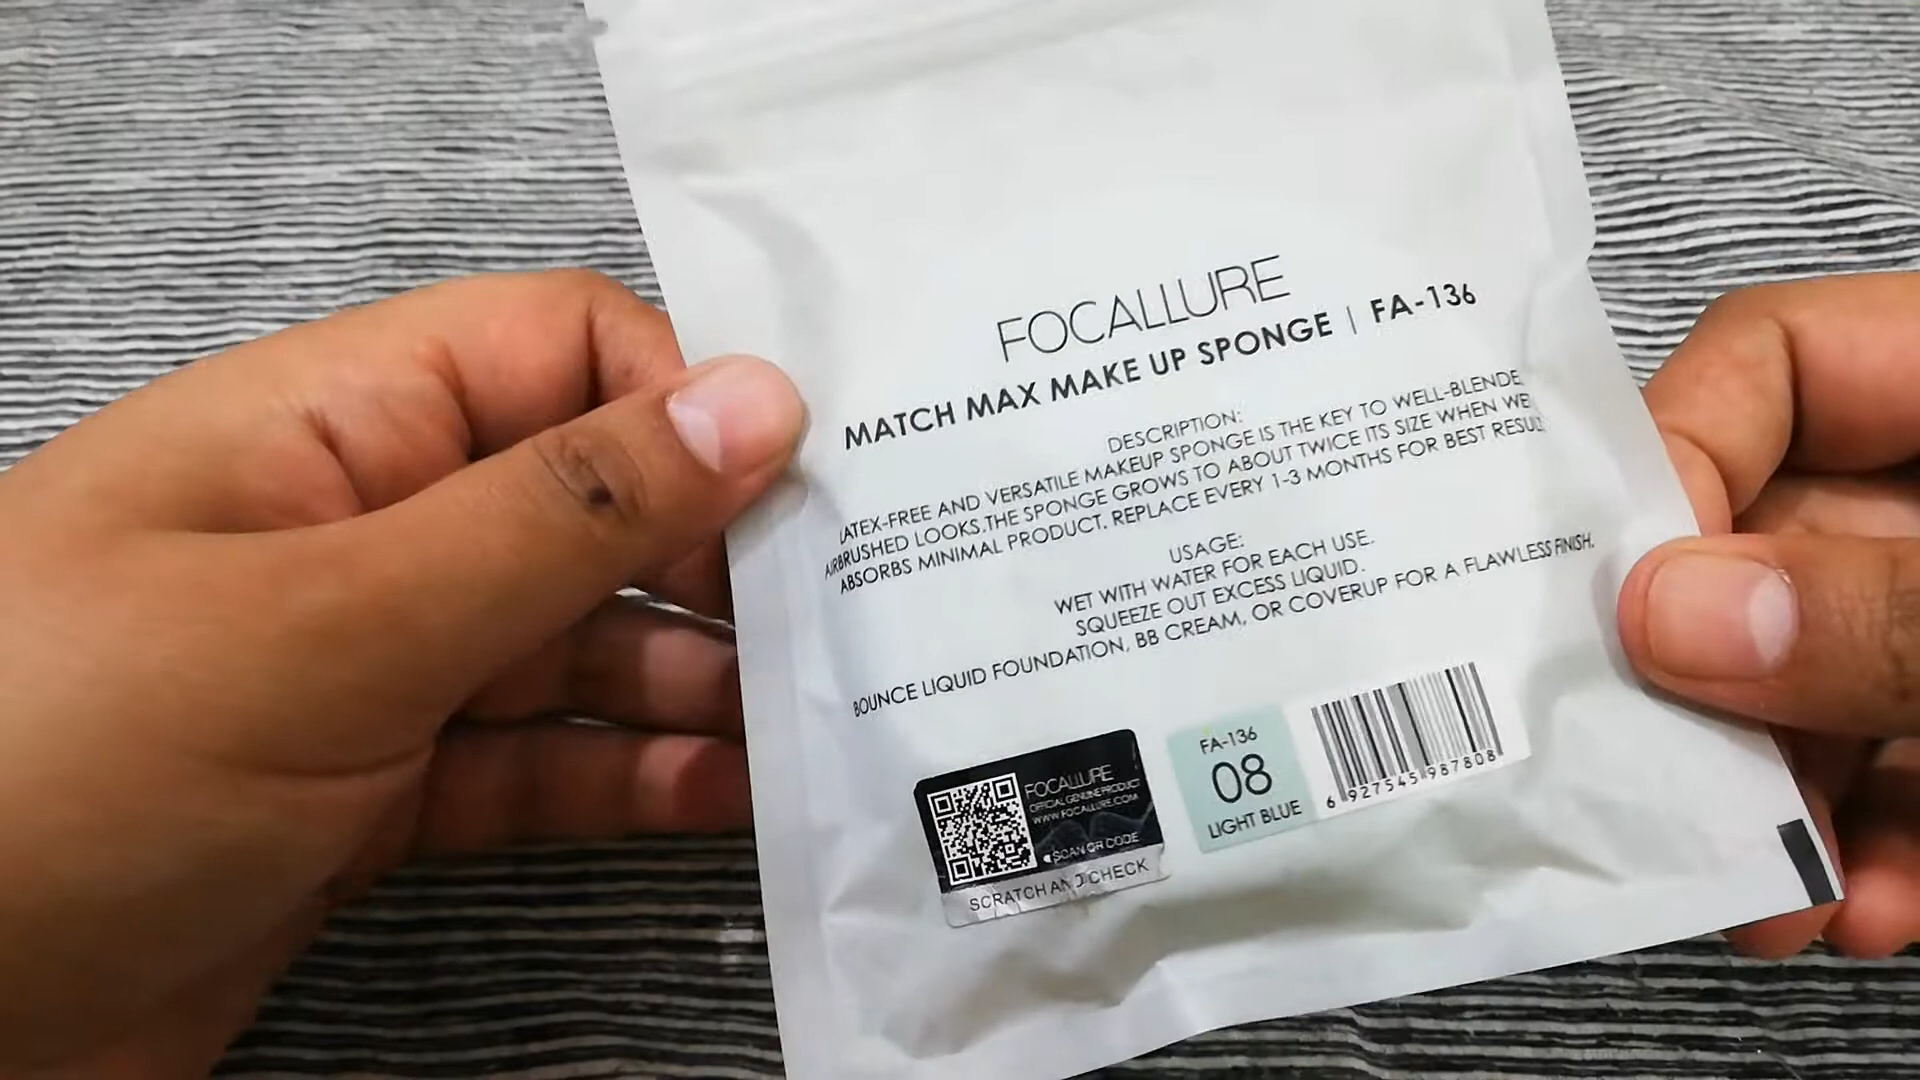 FOCALLURE
MATCH MAX MAKE UP SPONGE | FA-136
DESCRIPTION:
LATEX-FREE AND VERSATILE MAKEUP SPONGE IS THE KEY TO WELL-BLENDE
AIRBRUSHED LOOKS.THE SPONGE GROWS TO ABOUT TWICE ITS SIZE WHEN WE
ABSORBS MINIMAL PRODUCT. REPLACE EVERY 1-3 MONTHS FOR BEST RESUL
USAGE:
WET WITH WATER FOR EACH USE.
SQUEEZE OUT EXCESS LIQUID.
BOUNCE LIQUID FOUNDATION, BB CREAM, OR COVERUP FOR A FLAWLESS FINISH.
FOCALLURE
OFFICIAL GENUINE PRODUCT
WWW.FOCALLURE.COM
SCAN QR CODE
SCRATCH AND CHECK
FA-136
08
LIGHT BLUE
6 927545 987808